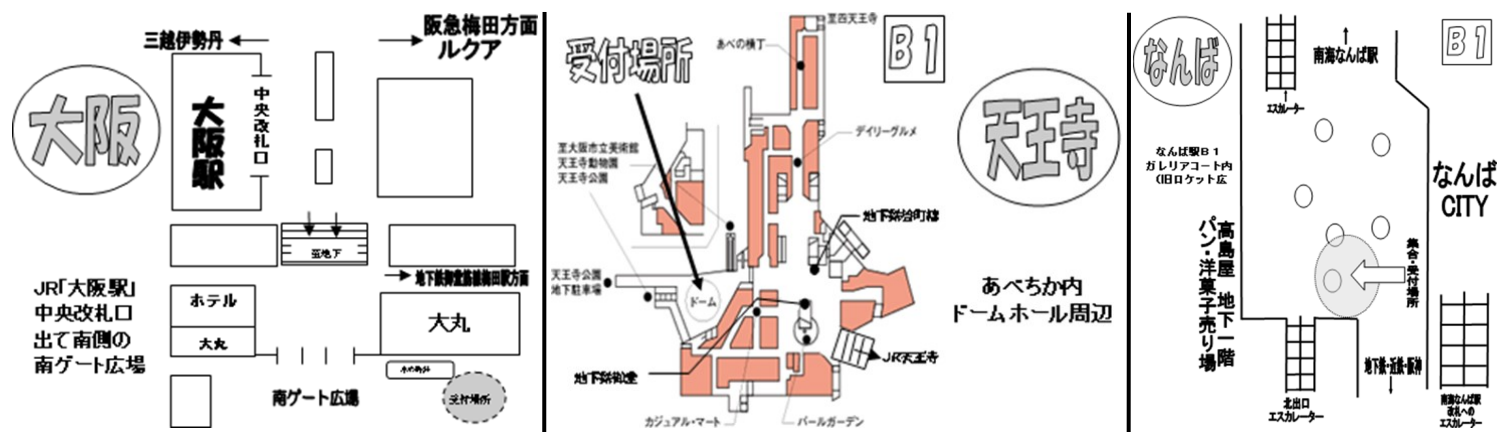 三越伊勢丹
阪急梅田方面
ルクア
大阪
大阪駅
中央改札口
至地下
地下鉄御堂筋線梅田駅方面
JR「大阪駅」
中央改札口
出て南側の
南ゲート広場
ホテル
大丸
大丸
水の時計
南ゲート広場
受付場所
受付場所
B1
至四天王寺
あべの横丁
天王寺
デイリーグルメ
至大阪市立美術館
天王寺動物園
天王寺公園
地下鉄谷町線
天王寺公園
地下駐車場
ドーム
あべちか内
ドームホール周辺
JR天王寺
カジュアル・マート
パールガーデン
なんば
B1
南海なんば駅
エスカレーター
なんば駅B1
ガレリアコート内
(旧ロケット広
なんば
CITY
高島屋 地下一階
パン・洋菓子売り場
集合・受付場所
地下鉄・近鉄・阪神
北出口
エスカレーター
南海なんば駅
改札への
エスカレーター